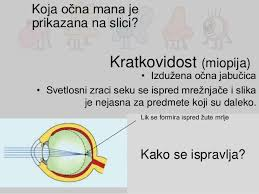 Koja očna mana je
prikazana na slici?
Kratkovidost (miopija)
• Izdužena očna jabučica
• Svetlosni zraci seku se ispred mrežnjače i slika
je nejasna za predmete koji su daleko.
Lik se formira ispred žute mrlje
Kako se ispravlja?